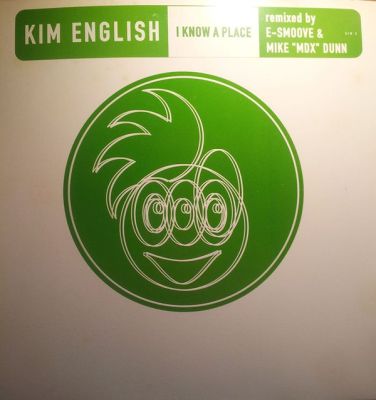 KIM ENGLISH
I KNOW A PLACE
remixed by
E-SMOOVE &
MIKE "MDX" DUNN